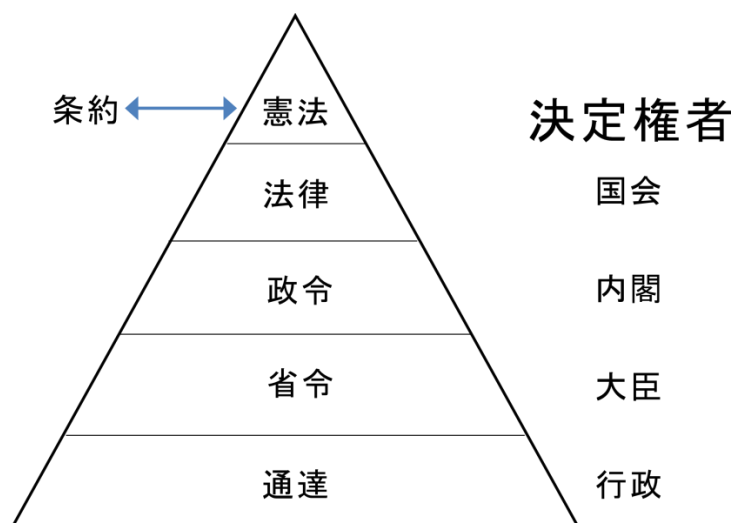 条約
憲法
決定権者
法律
国会
政令
内閣
省令
大臣
通達
行政